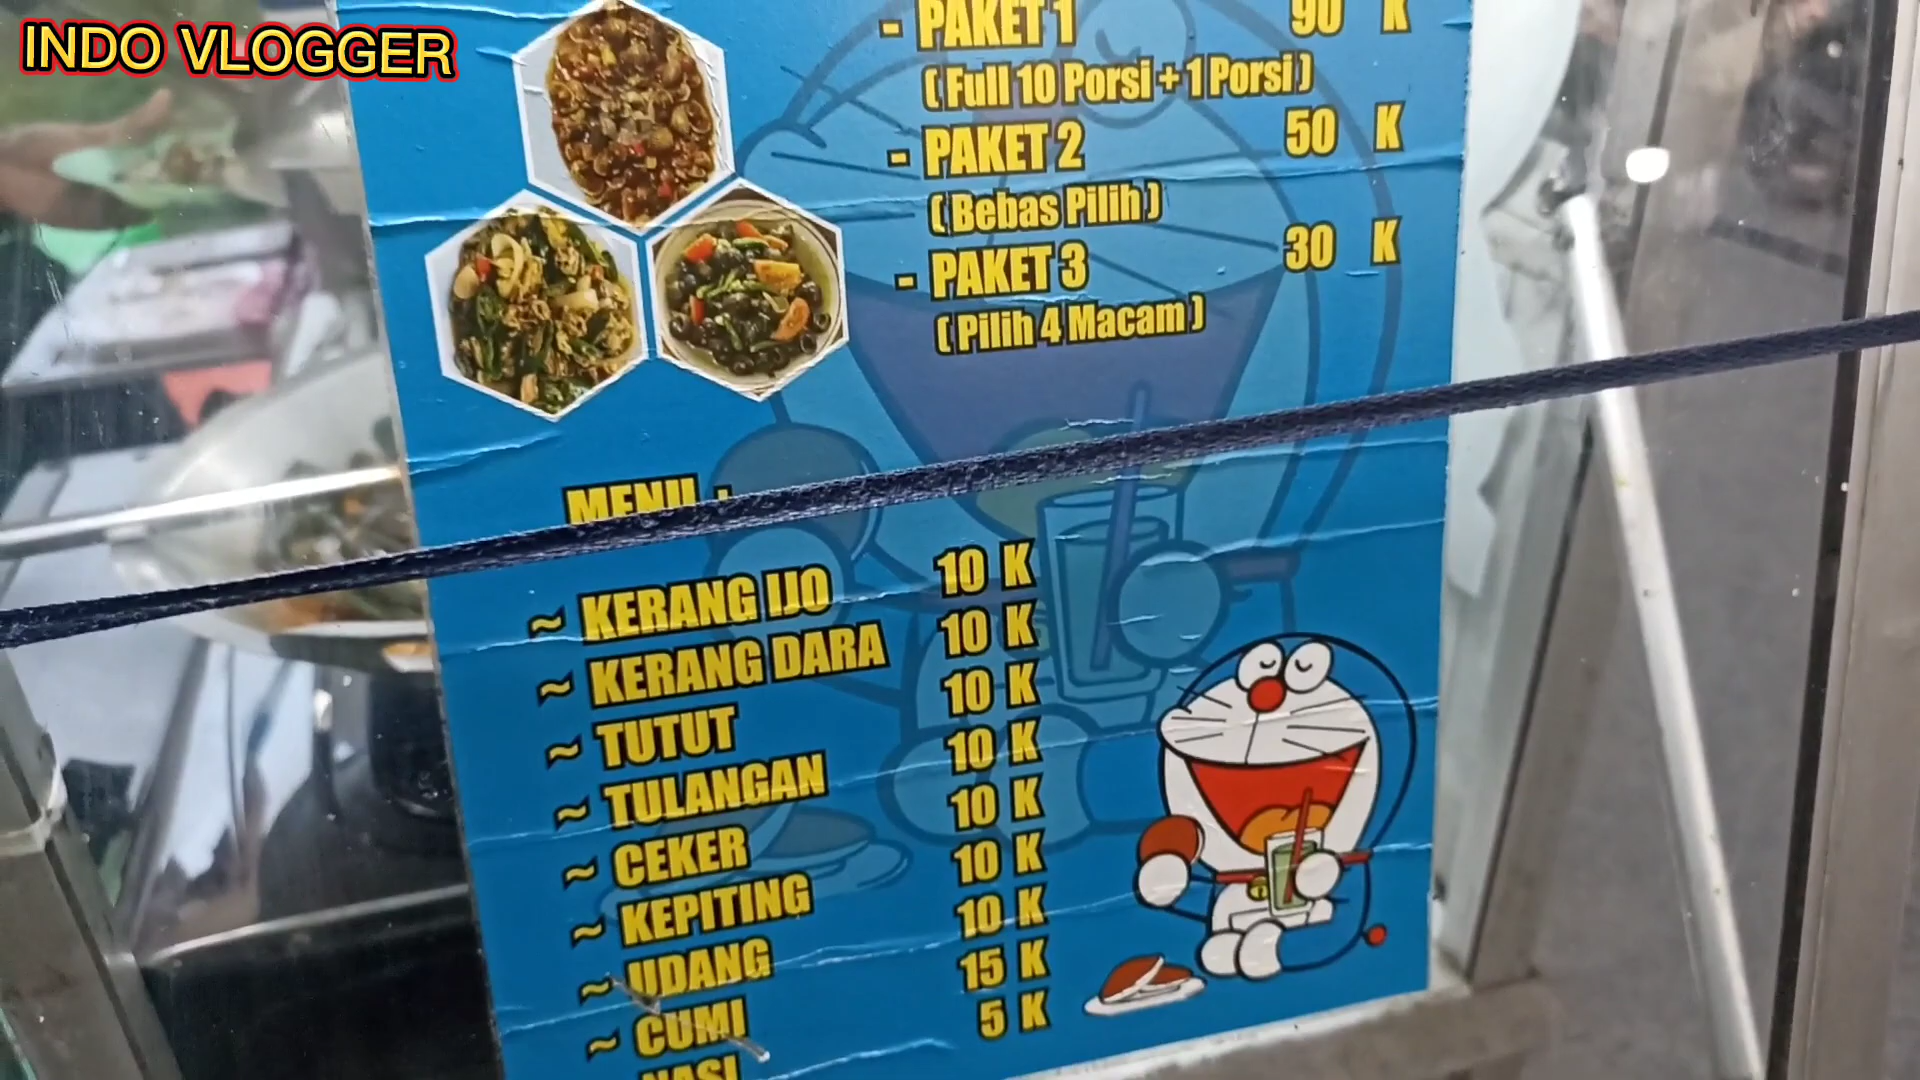 INDO VLOGGER
- PAKET 1 90 K
( Full 10 Porsi + 1 Porsi )
- PAKET 2 50 K
( Bebas Pilih )
- PAKET 3 30 K
( Pilih 4 Macam )
MENU :
~ KERANG IJO 10 K
~ KERANG DARA 10 K
~ TUTUT 10 K
~ TULANGAN 10 K
~ CEKER 10 K
~ KEPITING 10 K
~ UDANG 10 K
~ CUMI 15 K
NASI 5 K